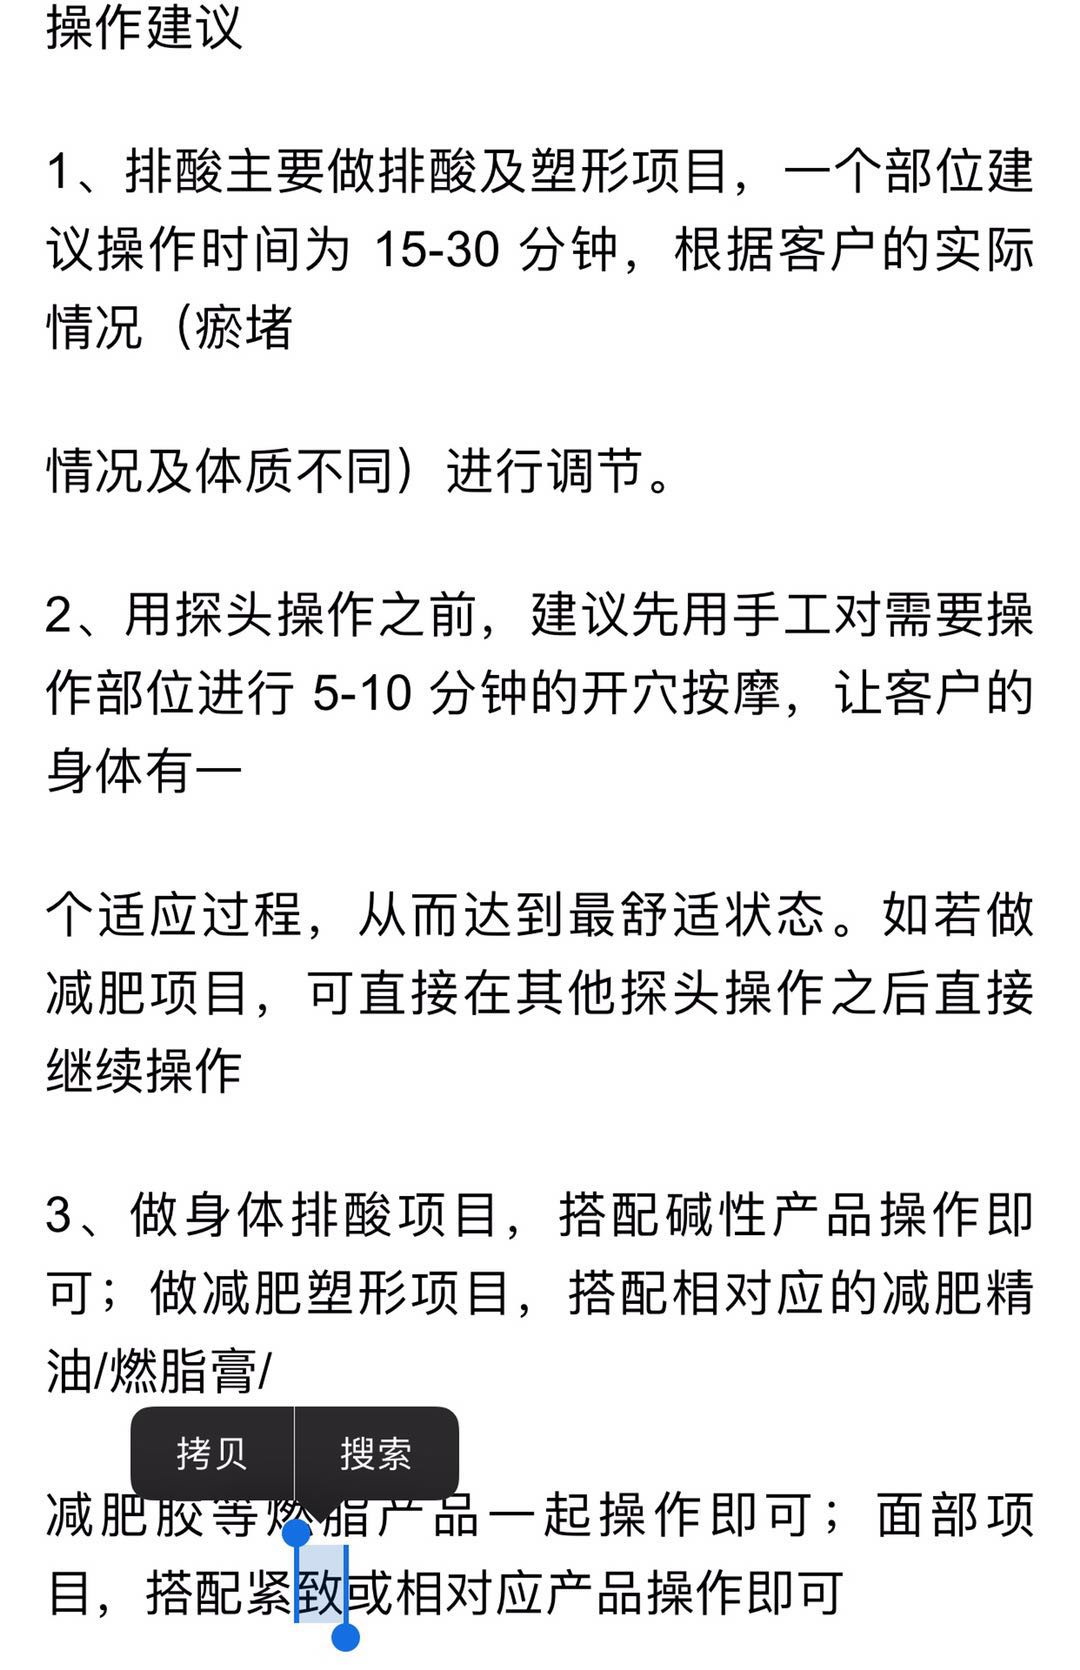 操作建议
1、排酸主要做排酸及塑形项目，一个部位建
议操作时间为 15-30 分钟，根据客户的实际
情况（瘀堵
情况及体质不同）进行调节。
2、用探头操作之前，建议先用手工对需要操
作部位进行 5-10 分钟的开穴按摩，让客户的
身体有一
个适应过程，从而达到最舒适状态。如若做
减肥项目，可直接在其他探头操作之后直接
继续操作
3、做身体排酸项目，搭配碱性产品操作即
可；做减肥塑形项目，搭配相对应的减肥精
油/燃脂膏/
拷贝 搜索
减肥胶等燃脂产品一起操作即可；面部项
目，搭配紧致或相对应产品操作即可